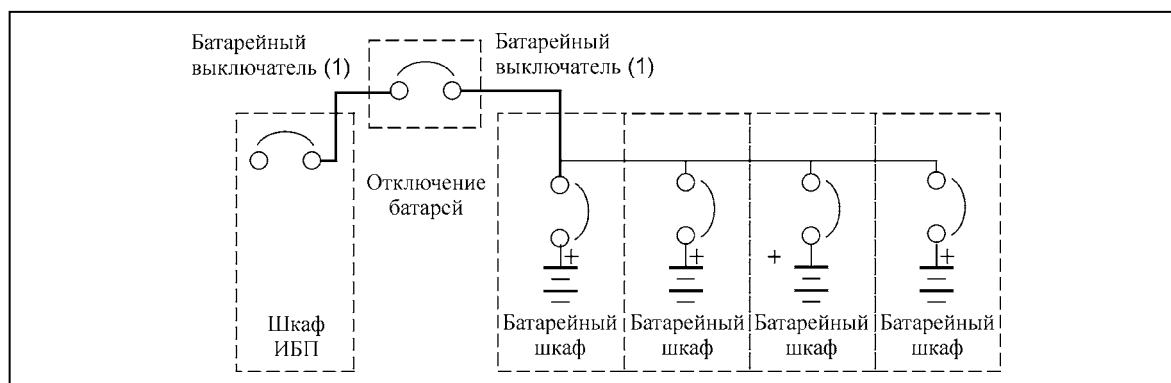 Батарейный
выключатель (1)
Батарейный
выключатель (1)
Отключение
батарей
+
+
+
+
Шкаф
ИБП
Батарейный
шкаф
Батарейный
шкаф
Батарейный
шкаф
Батарейный
шкаф